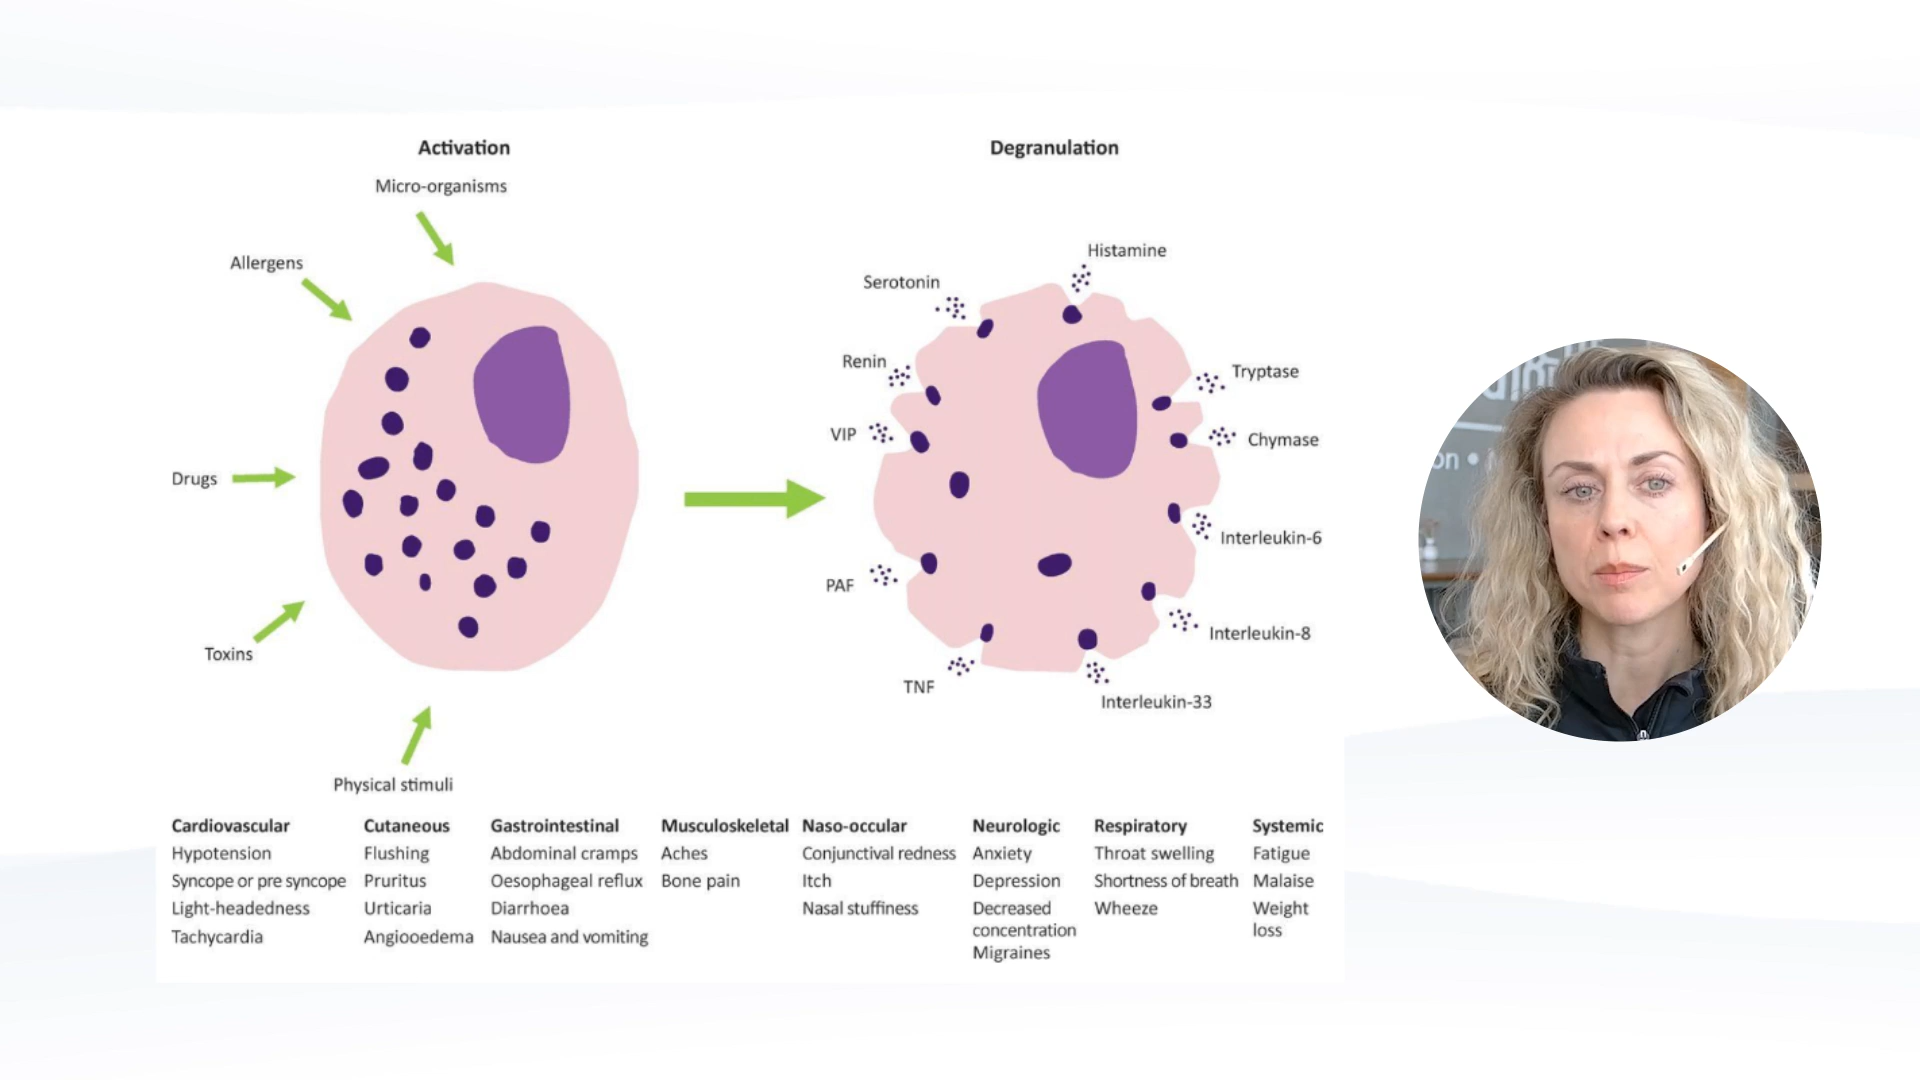 Activation
Micro-organisms
Allergens
Drugs
Toxins
Physical stimuli
Degranulation
Histamine
Serotonin
Renin
VIP
PAF
TNF
Tryptase
Chymase
Interleukin-6
Interleukin-8
Interleukin-33
Cardiovascular
Hypotension
Syncope or pre syncope
Light-headedness
Tachycardia
Cutaneous
Flushing
Pruritus
Urticaria
Angiooedema
Gastrointestinal
Abdominal cramps
Oesophageal reflux
Diarrhoea
Nausea and vomiting
Musculoskeletal
Aches
Bone pain
Naso-occular
Conjunctival redness
Itch
Nasal stuffiness
Neurologic
Anxiety
Depression
Decreased
concentration
Migraines
Respiratory
Throat swelling
Shortness of breath
Wheeze
Systemic
Fatigue
Malaise
Weight
loss